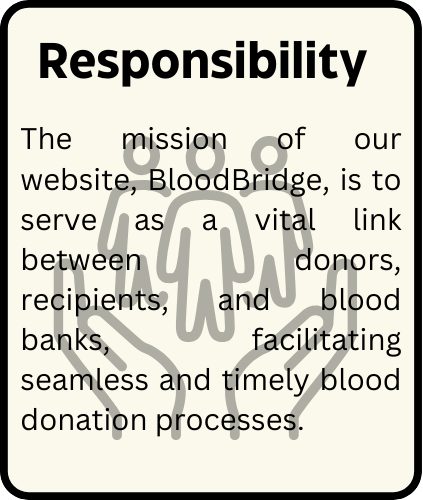 Responsibility
The mission of our
website, BloodBridge, is to
serve as a vital link
between donors,
recipients, and blood
banks, facilitating
seamless and timely blood
donation processes.